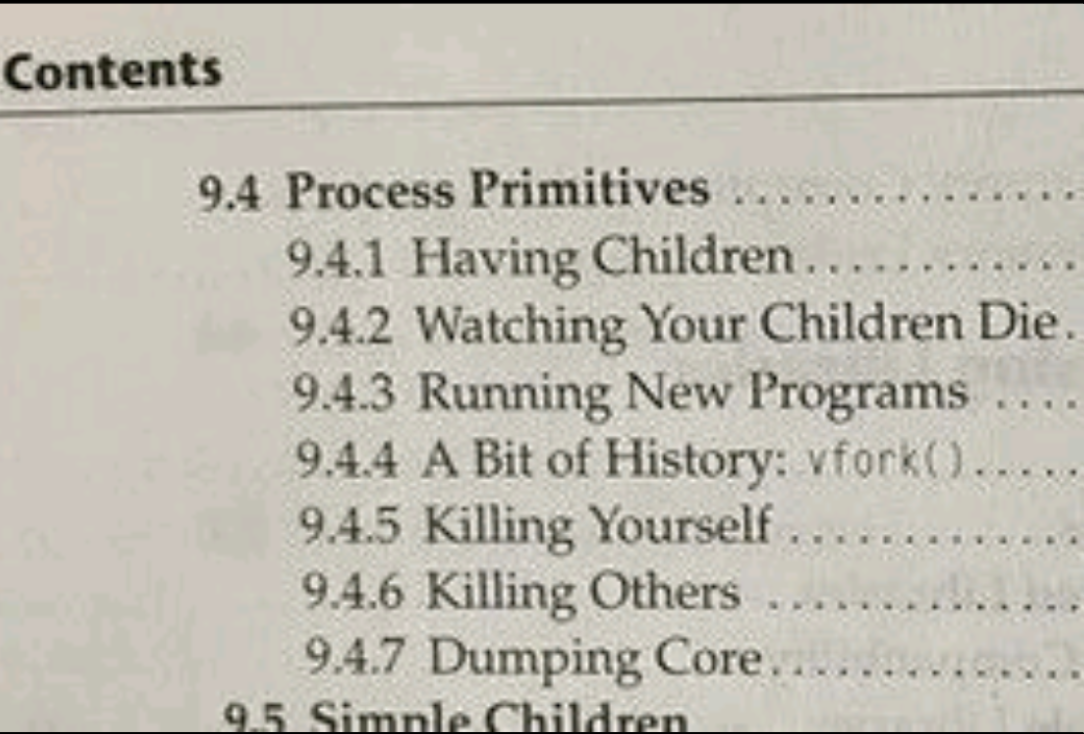 Contents
9.4 Process Primitives ...............
9.4.1 Having Children ............
9.4.2 Watching Your Children Die.
9.4.3 Running New Programs ....
9.4.4 A Bit of History: vfork() .....
9.4.5 Killing Yourself .............
9.4.6 Killing Others ..............
9.4.7 Dumping Core ..............
9.5 Simple Children